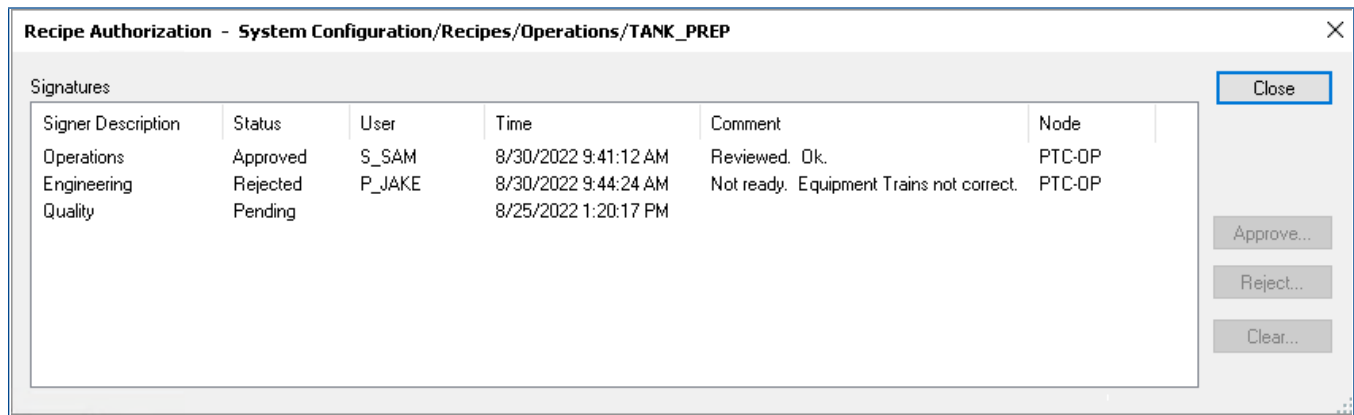 Recipe Authorization - System Configuration/Recipes/Operations/TANK_PREP
Signatures
Close
Signer Description Status User Time Comment Node
Operations Approved S_SAM 8/30/2022 9:41:12 AM Reviewed. Ok. PTC-OP
Engineering Rejected P_JAKE 8/30/2022 9:44:24 AM Not ready. Equipment Trains not correct. PTC-OP
Quality Pending 8/25/2022 1:20:17 PM
Approve...
Reject...
Clear...